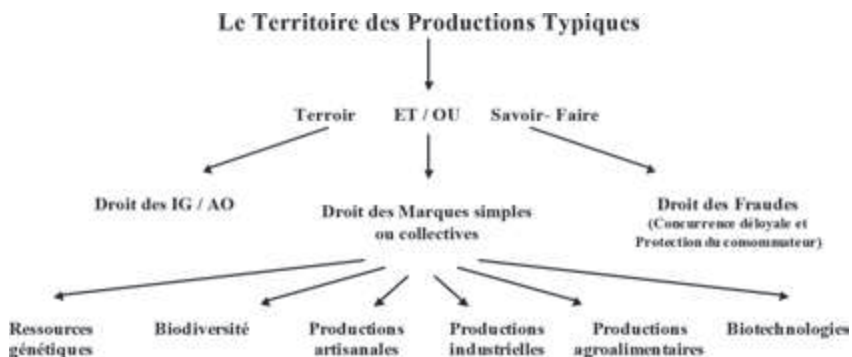 Le Territoire des Productions Typiques
Terroir ET / OU Savoir- Faire
Droit des IG / AO
Droit des Marques simples
ou collectives
Droit des Fraudes
(Concurrence déloyale et
Protection du consommateur)
Ressources
génétiques
Biodiversité
Productions
artisanales
Productions
industrielles
Productions
agroalimentaires
Biotechnologies